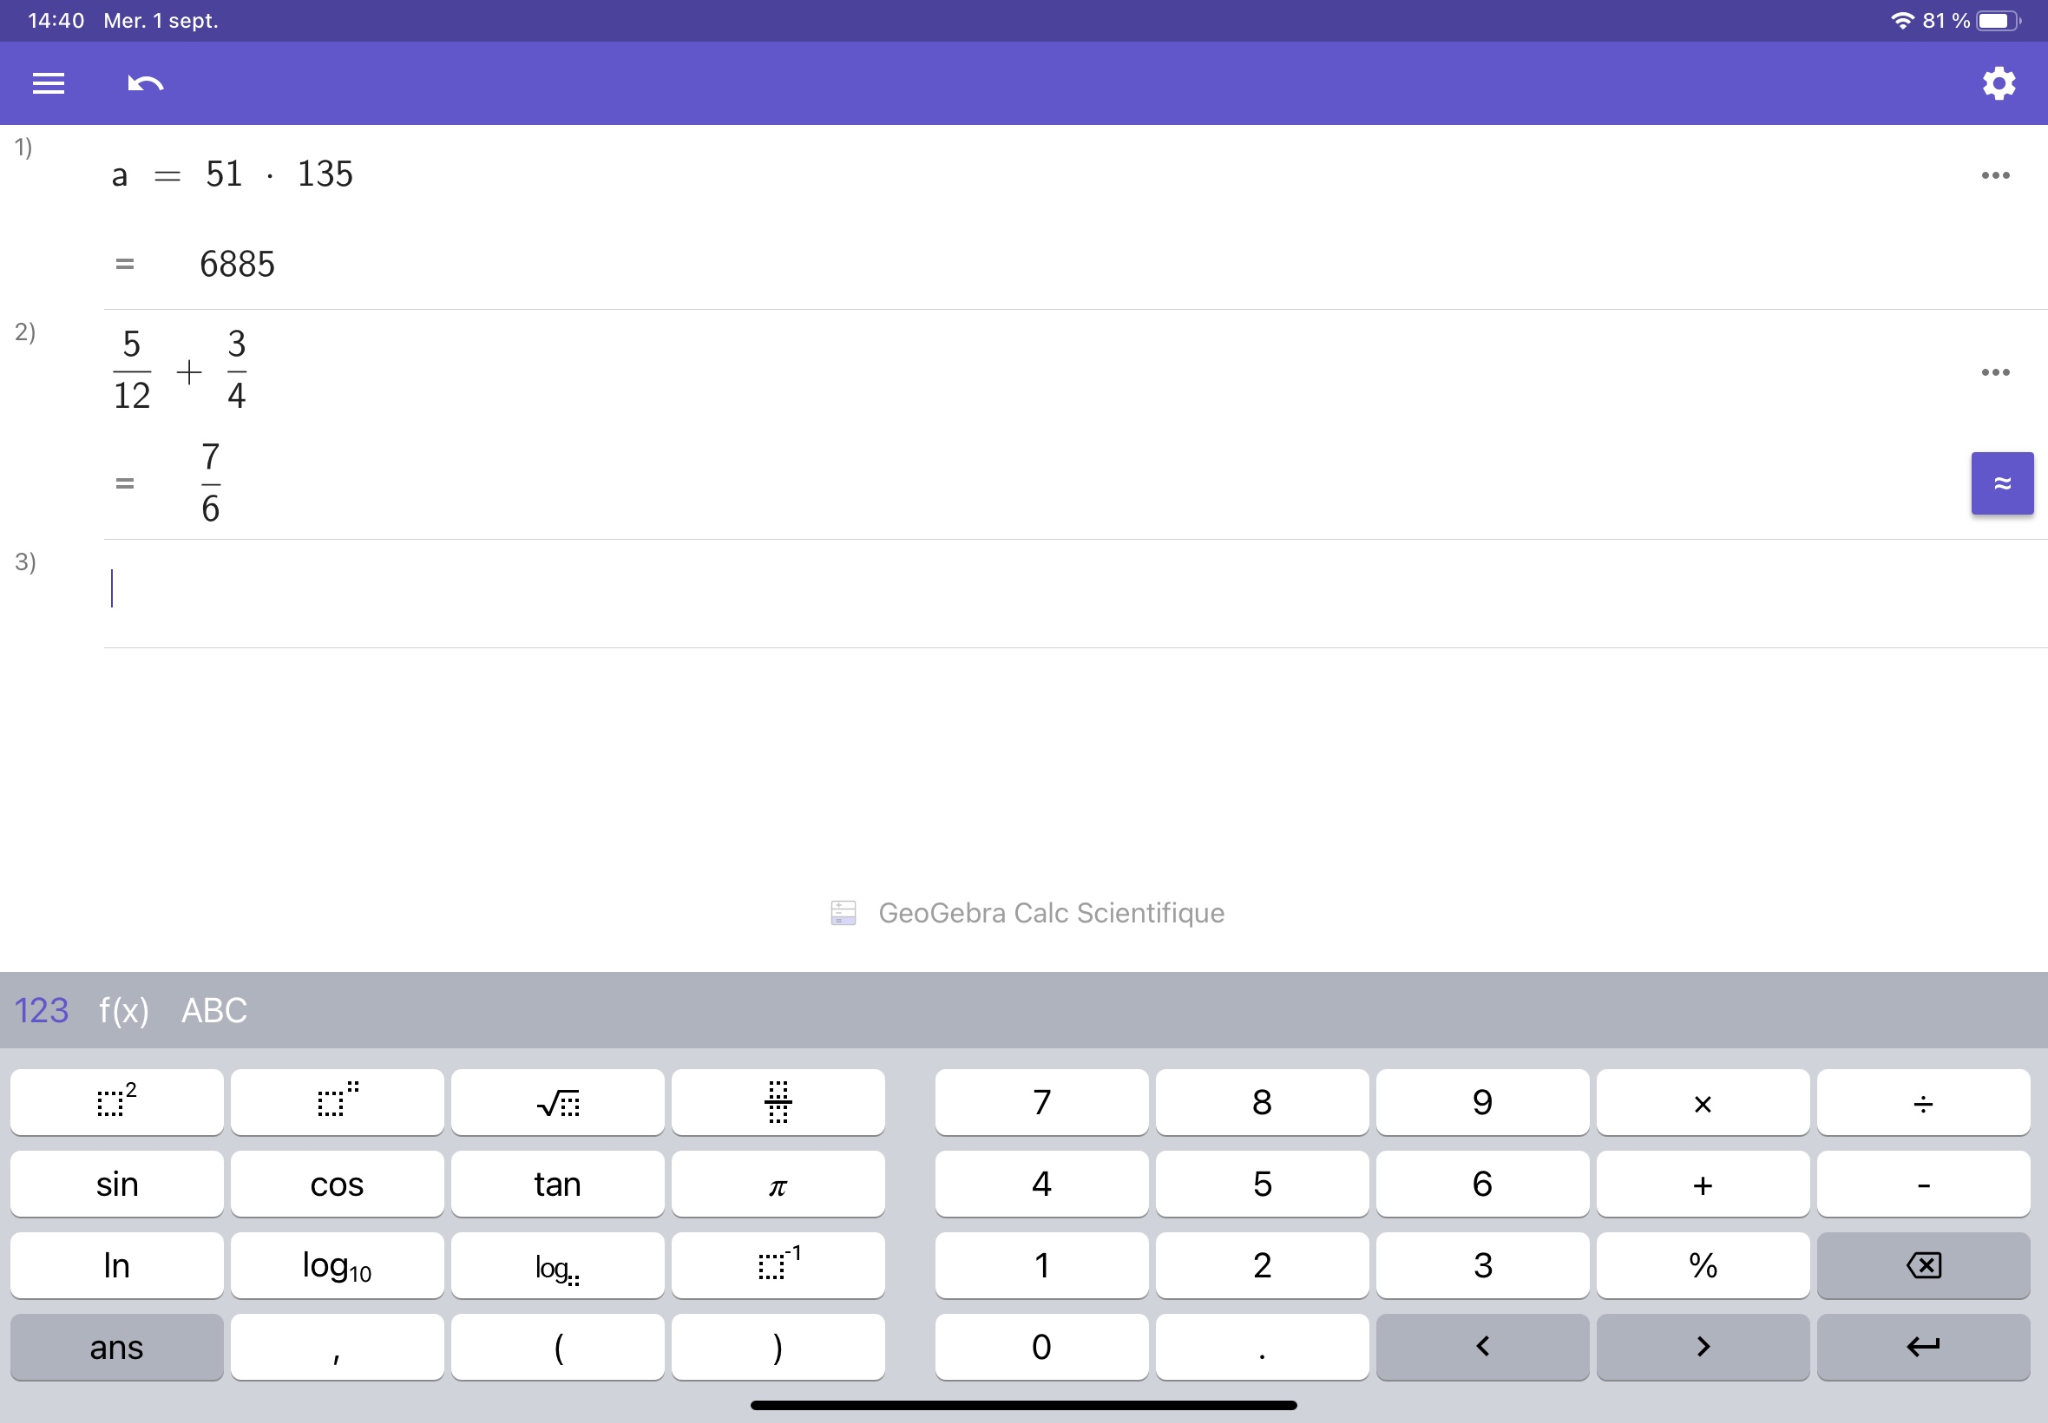 14:40 Mer. 1 sept. 81 %
1)
a = 51 · 135
= 6885
2)
5/12 + 3/4
= 7/6
≈
3)
GeoGebra Calc Scientifique
123 f(x) ABC
2 √ 7 8 9 × ÷
sin cos tan π 4 5 6 + -
ln log10 log -1 1 2 3 % ⌫
ans , ( ) 0 . < > ↵